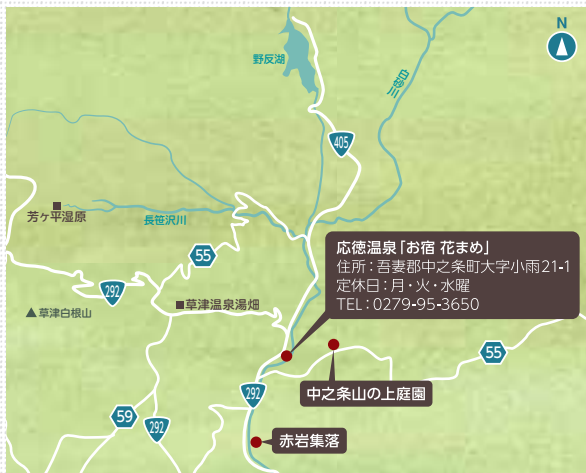 N
野反湖
白砂川
405
芳ヶ平湿原
長笹沢川
55
292
草津白根山
草津温泉湯畑
応徳温泉「お宿 花まめ」
住所：吾妻郡中之条町大字小雨21-1
定休日：月・火・水曜
TEL：0279-95-3650
55
中之条山の上庭園
292
59
292
赤岩集落